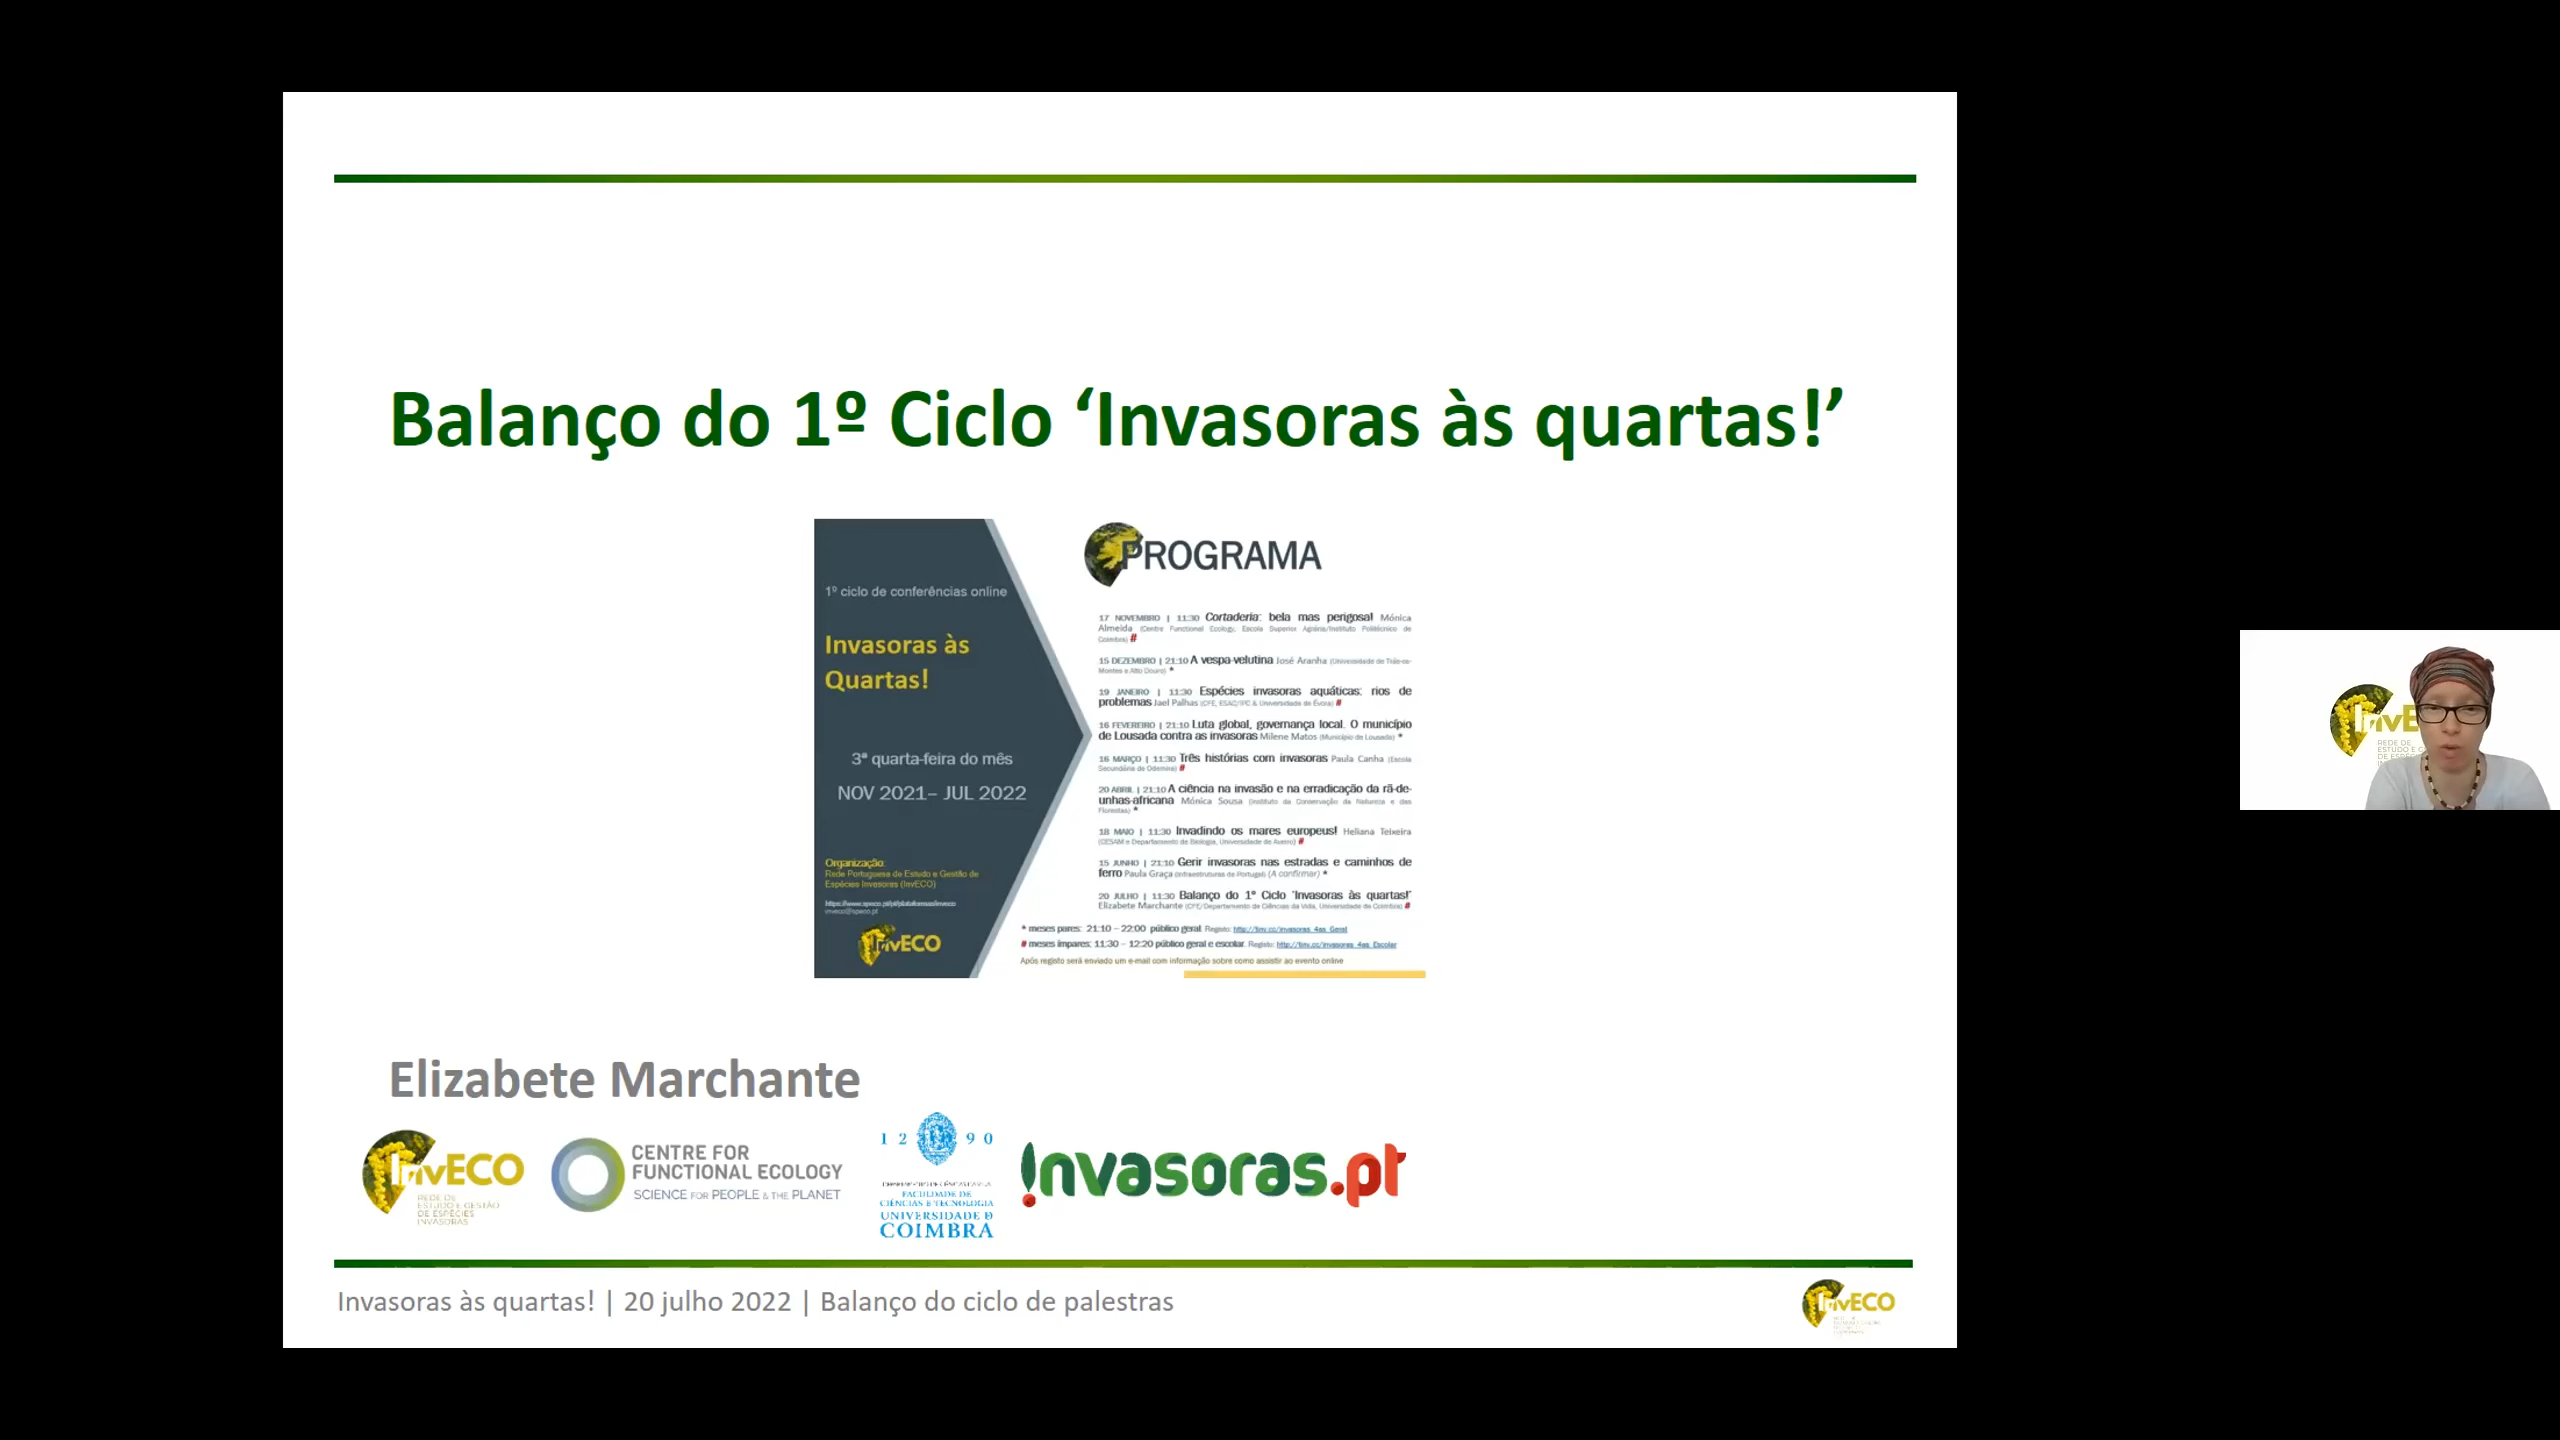 Balanço do 1º Ciclo ‘Invasoras às quartas!’
1º ciclo de conferências online
Invasoras às
Quartas!
3ª quarta-feira do mês
NOV 2021– JUL 2022
Organização:
Rede Portuguesa de Estudo e Gestão de
Espécies Invasoras (InvECO)
https://www.speco.pt/pt/plataformas/inveco
inveco@speco.pt
InvECO
PROGRAMA
17 NOVEMBRO | 11:30 Cortaderia: bela mas perigosa! Mónica
Almeida (Centre Functional Ecology, Escola Superior Agrária/Instituto Politécnico de
Coimbra) #
15 DEZEMBRO | 21:10 A vespa-velutina José Aranha (Universidade de Trás-os-
Montes e Alto Douro) *
19 JANEIRO | 11:30 Espécies invasoras aquáticas: rios de
problemas Jael Palhas (CFE, ESAC/IPC & Universidade de Évora) #
16 FEVEREIRO | 21:10 Luta global, governança local. O município
de Lousada contra as invasoras Milene Matos (Município de Lousada) *
16 MARÇO | 11:30 Três histórias com invasoras Paula Canha (Escola
Secundária de Odemira) #
20 ABRIL | 21:10 A ciência na invasão e na erradicação da rã-de-
unhas-africana Mónica Sousa (Instituto da Conservação da Natureza e das
Florestas) *
18 MAIO | 11:30 Invadindo os mares europeus! Heliana Teixeira
(CESAM e Departamento de Biologia, Universidade de Aveiro) #
15 JUNHO | 21:10 Gerir invasoras nas estradas e caminhos de
ferro Paula Graça (Infraestruturas de Portugal) (A confirmar) *
20 JULHO | 11:30 Balanço do 1º Ciclo 'Invasoras às quartas!'
Elizabete Marchante (CFE/Departamento de Ciências da Vida, Universidade de Coimbra) #
* meses pares: 21:10 – 22:00 público geral. Registo: http://tiny.cc/invasoras_4as_Geral
# meses ímpares: 11:30 – 12:20 público geral e escolar. Registo: http://tiny.cc/invasoras_4as_Escolar
Após registo será enviado um e-mail com informação sobre como assistir ao evento online
InvE
REDE DE
Elizabete Marchante
InvECO
REDE DE
ESTUDO E GESTÃO
DE ESPÉCIES
INVASORAS
CENTRE FOR
FUNCTIONAL ECOLOGY
SCIENCE FOR PEOPLE & THE PLANET
12 90
FACULDADE DE
CIÊNCIAS E TECNOLOGIA
UNIVERSIDADE D
COIMBRA
Invasoras.pt
Invasoras às quartas! | 20 julho 2022 | Balanço do ciclo de palestras
InvECO